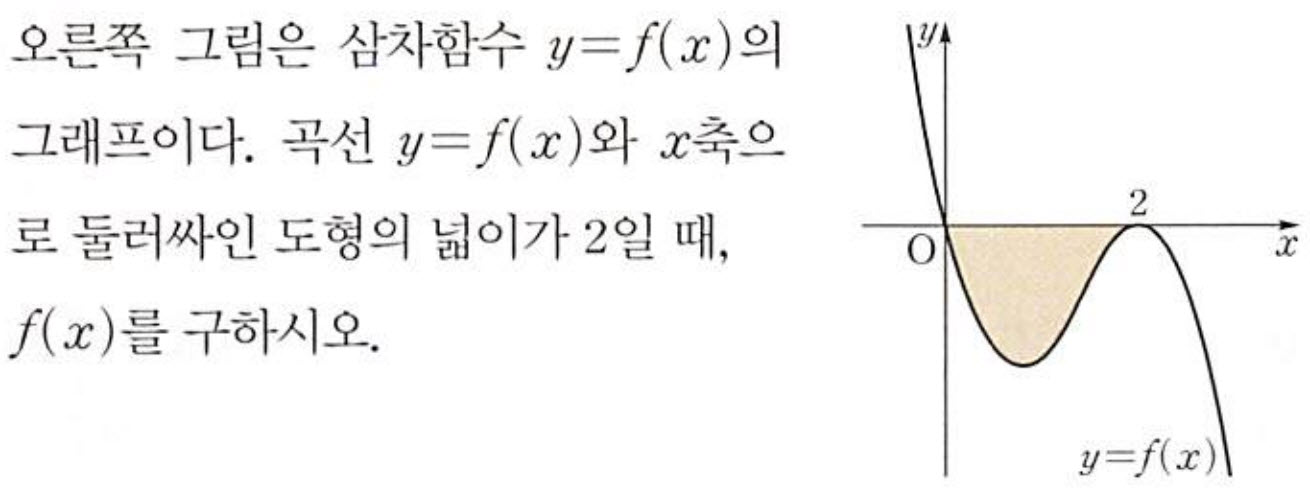 오른쪽 그림은 삼차함수 y=f(x)의
그래프이다. 곡선 y=f(x)와 x축으
로 둘러싸인 도형의 넓이가 2일 때,
f(x)를 구하시오.
y
2
O
x
y=f(x)